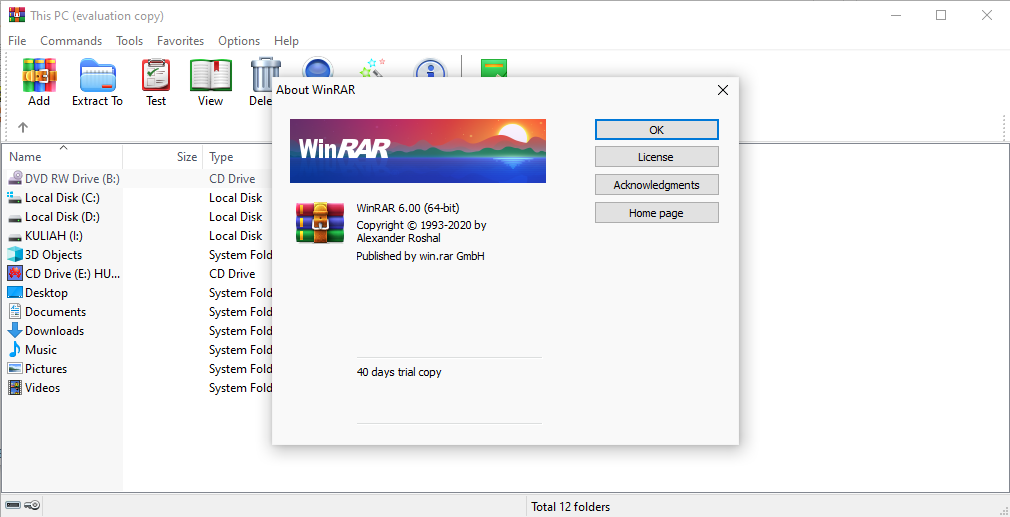 This PC (evaluation copy)
File Commands Tools Favorites Options Help
Add Extract To Test View Dele
About WinRAR
WinRAR
OK
License
Acknowledgments
Home page
WinRAR 6.00 (64-bit)
Copyright © 1993-2020 by
Alexander Roshal
Published by win.rar GmbH
40 days trial copy
Name Size Type
DVD RW Drive (B:) CD Drive
Local Disk (C:) Local Disk
Local Disk (D:) Local Disk
KULIAH (I:) Local Disk
3D Objects System Fold
CD Drive (E:) HU... CD Drive
Desktop System Fold
Documents System Fold
Downloads System Fold
Music System Fold
Pictures System Fold
Videos System Fold
Total 12 folders